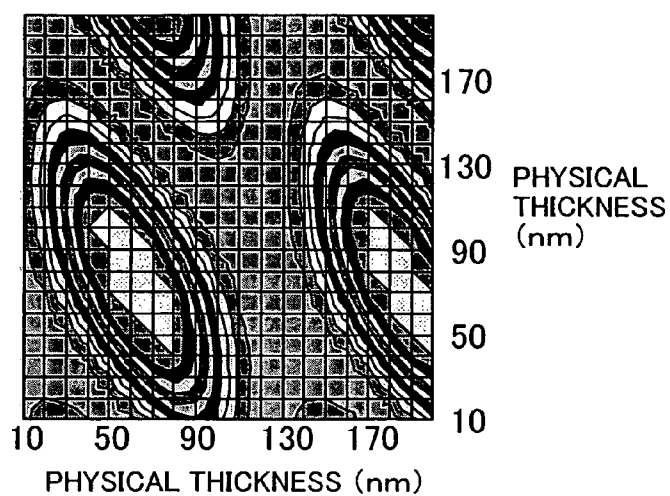 170
130
PHYSICAL
THICKNESS
(nm)
90
50
10
10 50 90 130 170
PHYSICAL THICKNESS (nm)